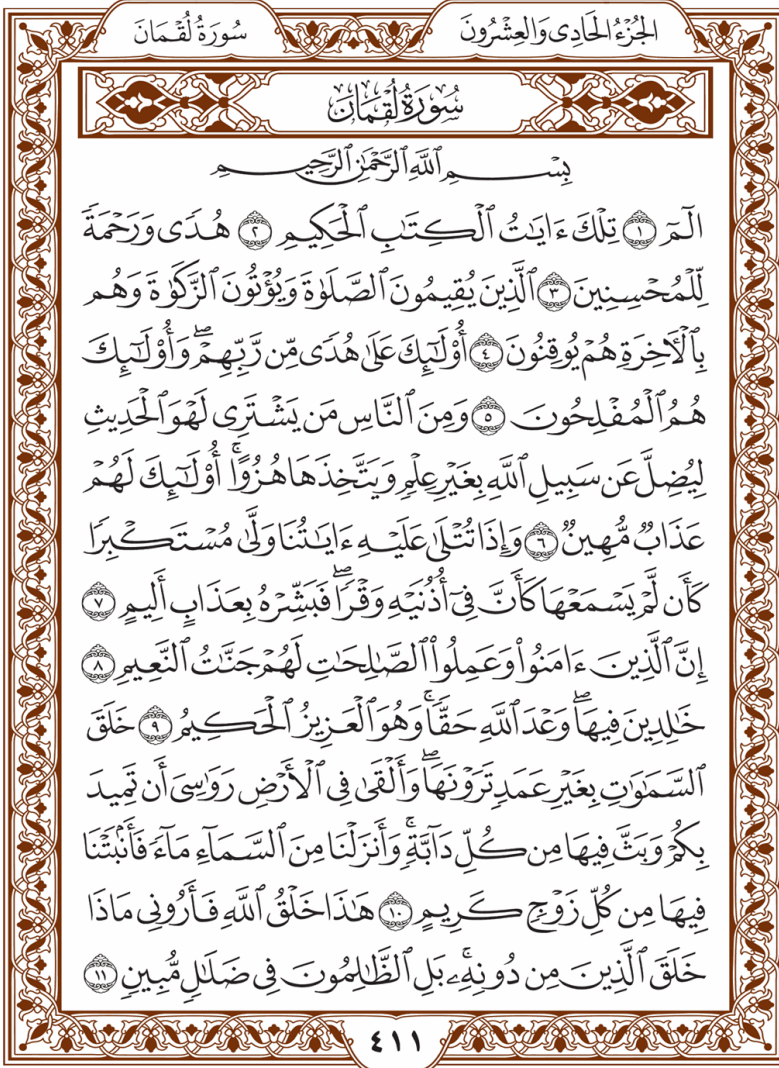 الجُزْءُ الحَادِي وَالعِشْرُونَ
سُورَةُ لُقْمَانَ
سُورَةُ لُقْمَانَ
بِسْمِ ٱللَّهِ ٱلرَّحْمَٰنِ ٱلرَّحِيمِ
الٓمٓ ١ تِلْكَ ءَايَٰتُ ٱلْكِتَٰبِ ٱلْحَكِيمِ ٢ هُدًى وَرَحْمَةً
لِّلْمُحْسِنِينَ ٣ ٱلَّذِينَ يُقِيمُونَ ٱلصَّلَوٰةَ وَيُؤْتُونَ ٱلزَّكَوٰةَ وَهُم
بِٱلْأٓخِرَةِ هُمْ يُوقِنُونَ ٤ أُو۟لَٰٓئِكَ عَلَىٰ هُدًى مِّن رَّبِّهِمْۖ وَأُو۟لَٰٓئِكَ
هُمُ ٱلْمُفْلِحُونَ ٥ وَمِنَ ٱلنَّاسِ مَن يَشْتَرِى لَهْوَ ٱلْحَدِيثِ
لِيُضِلَّ عَن سَبِيلِ ٱللَّهِ بِغَيْرِ عِلْمٍ وَيَتَّخِذَهَا هُزُوًاۚ أُو۟لَٰٓئِكَ لَهُمْ
عَذَابٌ مُّهِينٌ ٦ وَإِذَا تُتْلَىٰ عَلَيْهِ ءَايَٰتُنَا وَلَّىٰ مُسْتَكْبِرًا
كَأَن لَّمْ يَسْمَعْهَا كَأَنَّ فِىٓ أُذُنَيْهِ وَقْرًاۖ فَبَشِّرْهُ بِعَذَابٍ أَلِيمٍ ٧
إِنَّ ٱلَّذِينَ ءَامَنُوا۟ وَعَمِلُوا۟ ٱلصَّٰلِحَٰتِ لَهُمْ جَنَّٰتُ ٱلنَّعِيمِ ٨
خَٰلِدِينَ فِيهَاۖ وَعْدَ ٱللَّهِ حَقًّاۚ وَهُوَ ٱلْعَزِيزُ ٱلْحَكِيمُ ٩ خَلَقَ
ٱلسَّمَٰوَٰتِ بِغَيْرِ عَمَدٍ تَرَوْنَهَاۖ وَأَلْقَىٰ فِى ٱلْأَرْضِ رَوَٰسِىَ أَن تَمِيدَ
بِكُمْ وَبَثَّ فِيهَا مِن كُلِّ دَآبَّةٍۚ وَأَنزَلْنَا مِنَ ٱلسَّمَآءِ مَآءً فَأَنۢبَتْنَا
فِيهَا مِن كُلِّ زَوْجٍ كَرِيمٍ ١٠ هَٰذَا خَلْقُ ٱللَّهِ فَأَرُونِى مَاذَا
خَلَقَ ٱلَّذِينَ مِن دُونِهِۦۚ بَلِ ٱلظَّٰلِمُونَ فِى ضَلَٰلٍ مُّبِينٍ ١١
٤١١